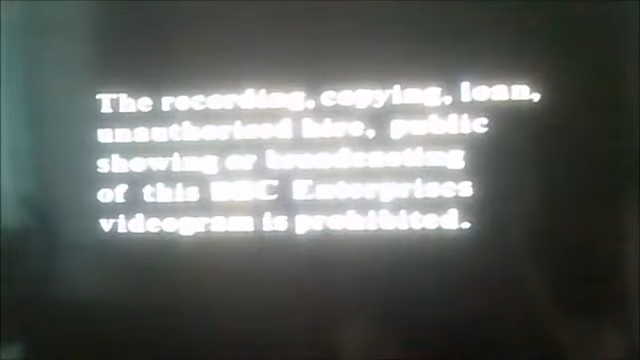 The recording, copying, loan,
unauthorised hire, public
showing or broadcasting
of this BBC Enterprises
videogram is prohibited.